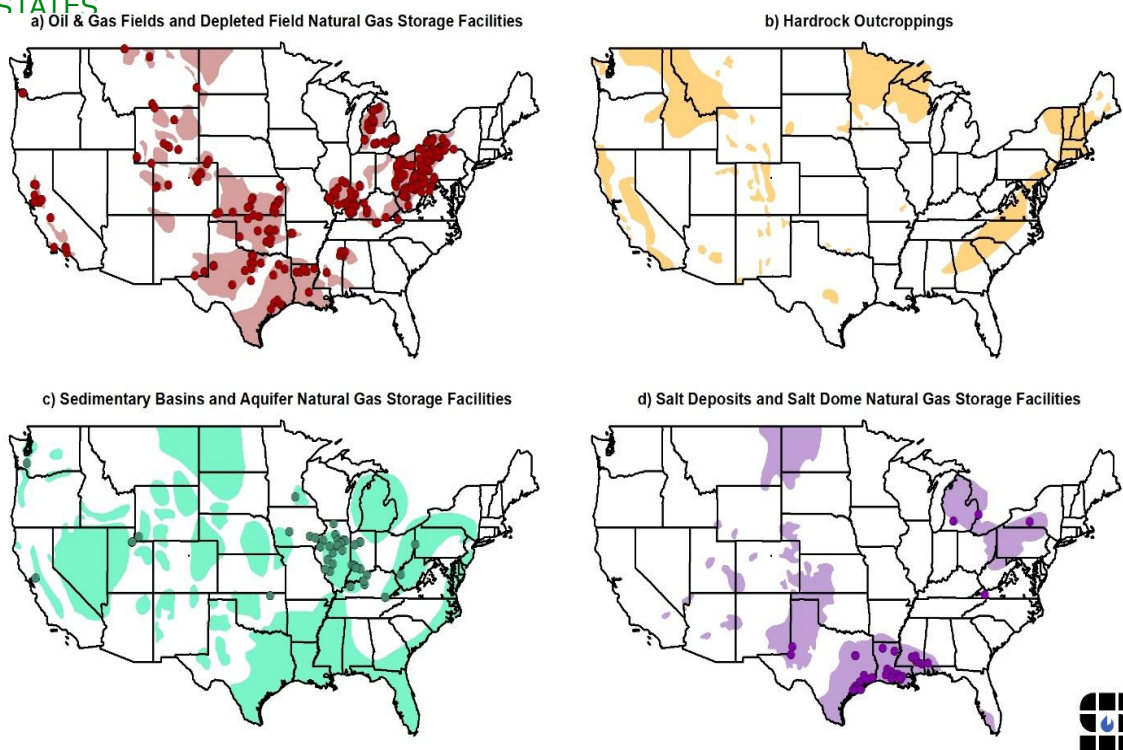 STATES
a) Oil & Gas Fields and Depleted Field Natural Gas Storage Facilities
b) Hardrock Outcroppings
c) Sedimentary Basins and Aquifer Natural Gas Storage Facilities
d) Salt Deposits and Salt Dome Natural Gas Storage Facilities